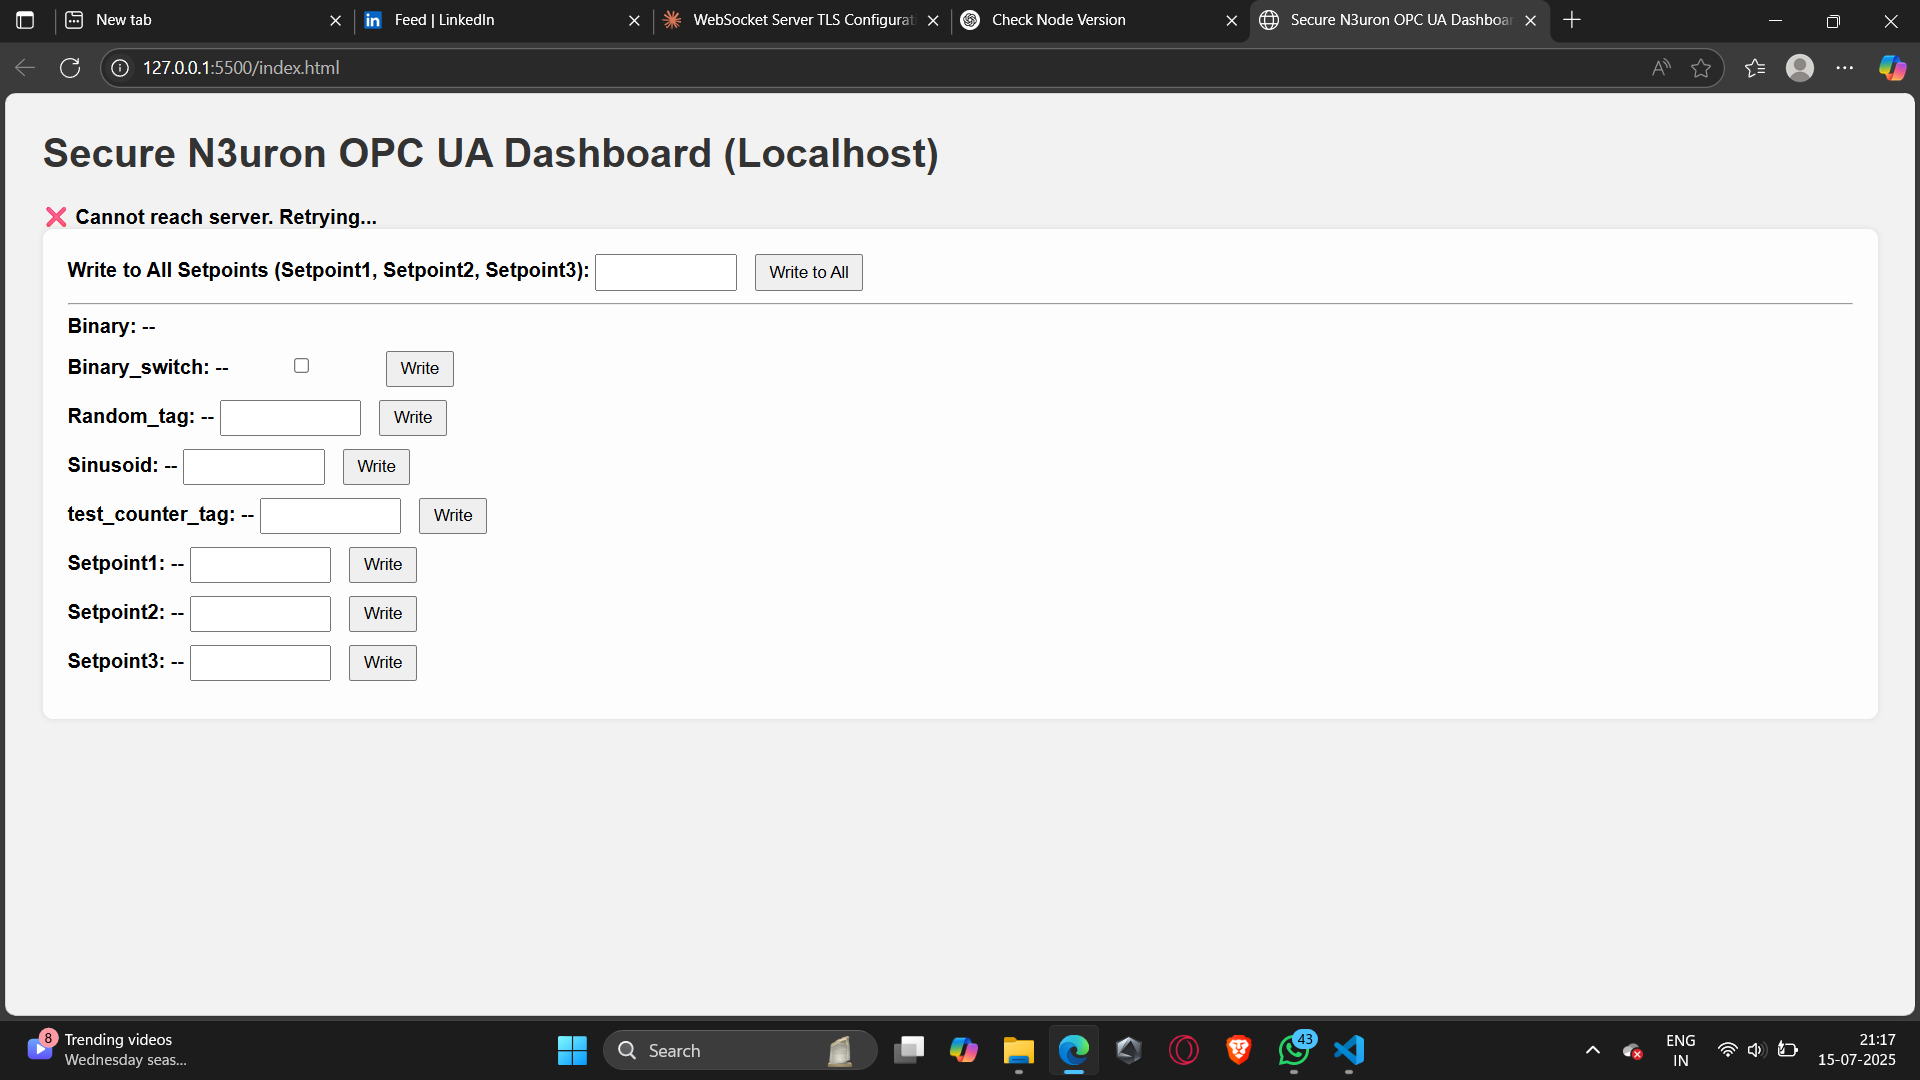 New tab
Feed | LinkedIn
WebSocket Server TLS Configurat
Check Node Version
Secure N3uron OPC UA Dashboar
127.0.0.1:5500/index.html
Secure N3uron OPC UA Dashboard (Localhost)
❌ Cannot reach server. Retrying...
Write to All Setpoints (Setpoint1, Setpoint2, Setpoint3): Write to All
Binary: --
Binary_switch: -- Write
Random_tag: -- Write
Sinusoid: -- Write
test_counter_tag: -- Write
Setpoint1: -- Write
Setpoint2: -- Write
Setpoint3: -- Write
8
Trending videos
Wednesday seas...
Search
43
ENG
IN
21:17
15-07-2025